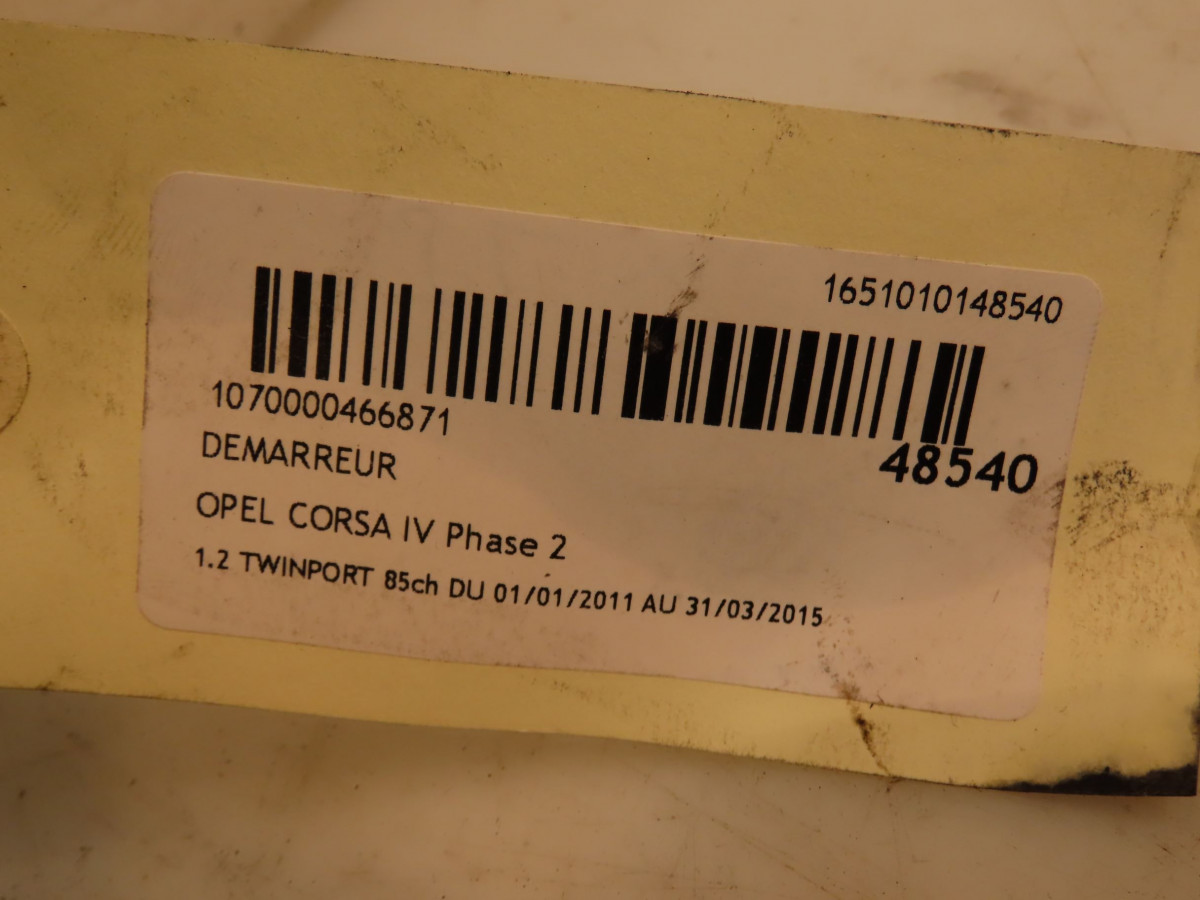 1651010148540
1070000466871
48540
DEMARREUR
OPEL CORSA IV Phase 2
1.2 TWINPORT 85ch DU 01/01/2011 AU 31/03/2015